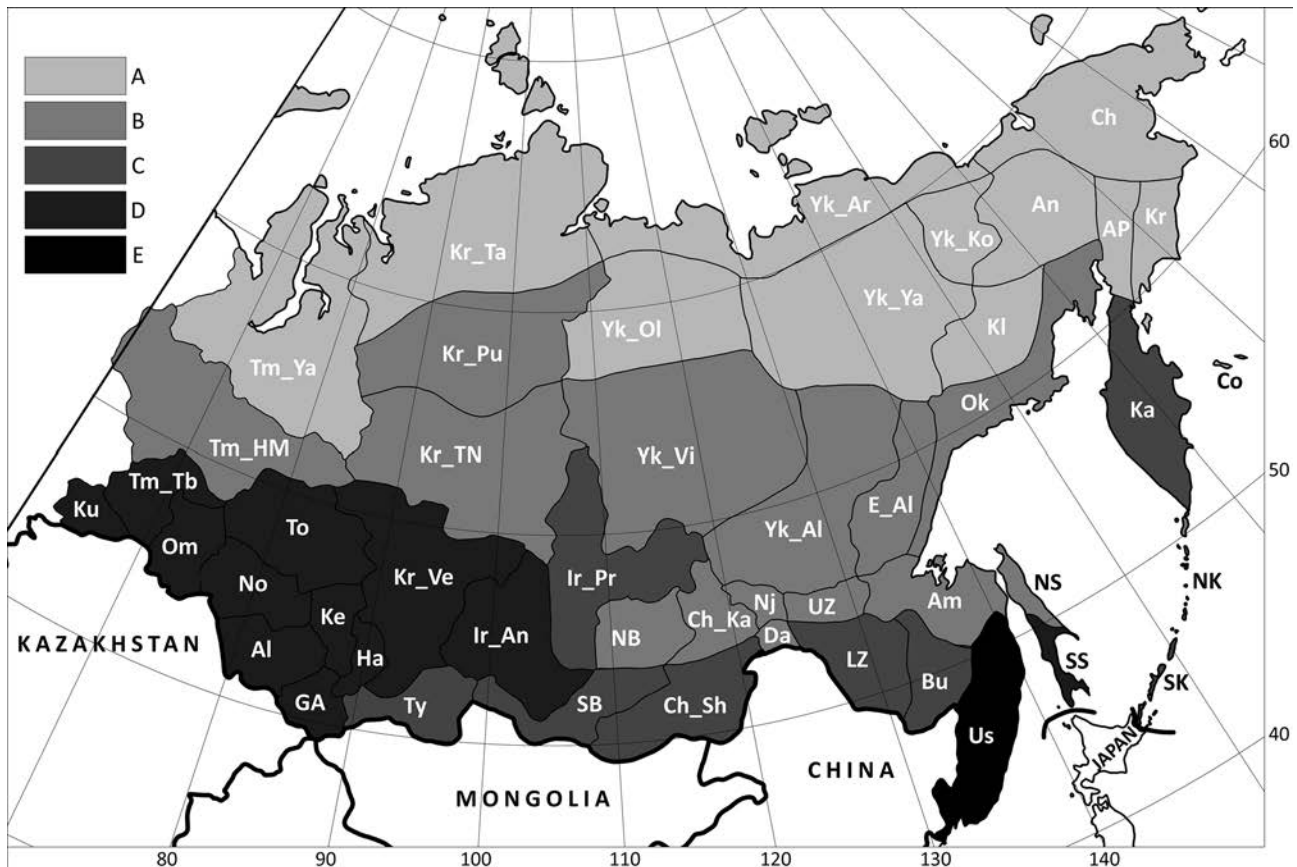 A
B
C
D
E
Ch
60
Yk_Ar
An
AP
Kr
Yk_Ko
Kr_Ta
Yk_Ya
Kl
Yk_Ol
Kr_Pu
Tm_Ya
Co
Ok
Ka
Tm_HM
Kr_TN
Yk_Vi
50
Tm_Tb
Ku
E_Al
To
Yk_Al
Om
No
Kr_Ve
Ir_Pr
NS
NK
Am
Nj
UZ
Ke
Ch_Ka
NB
Da
Ir_An
KAZAKHSTAN
Al
Ha
LZ
SS
Bu
SK
GA
Ty
SB
Ch_Sh
Us
40
JAPAN
CHINA
MONGOLIA
80
90
100
110
120
130
140